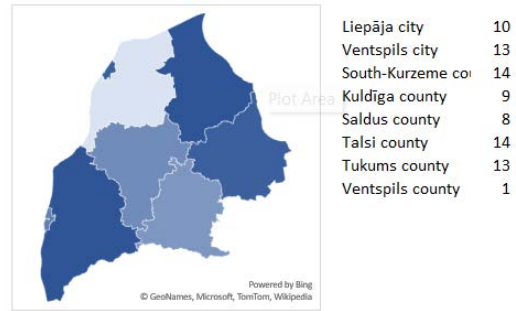 Plot Area
Powered by Bing
© GeoNames, Microsoft, TomTom, Wikipedia
Liepāja city 10
Ventspils city 13
South-Kurzeme cou 14
Kuldīga county 9
Saldus county 8
Talsi county 14
Tukums county 13
Ventspils county 1